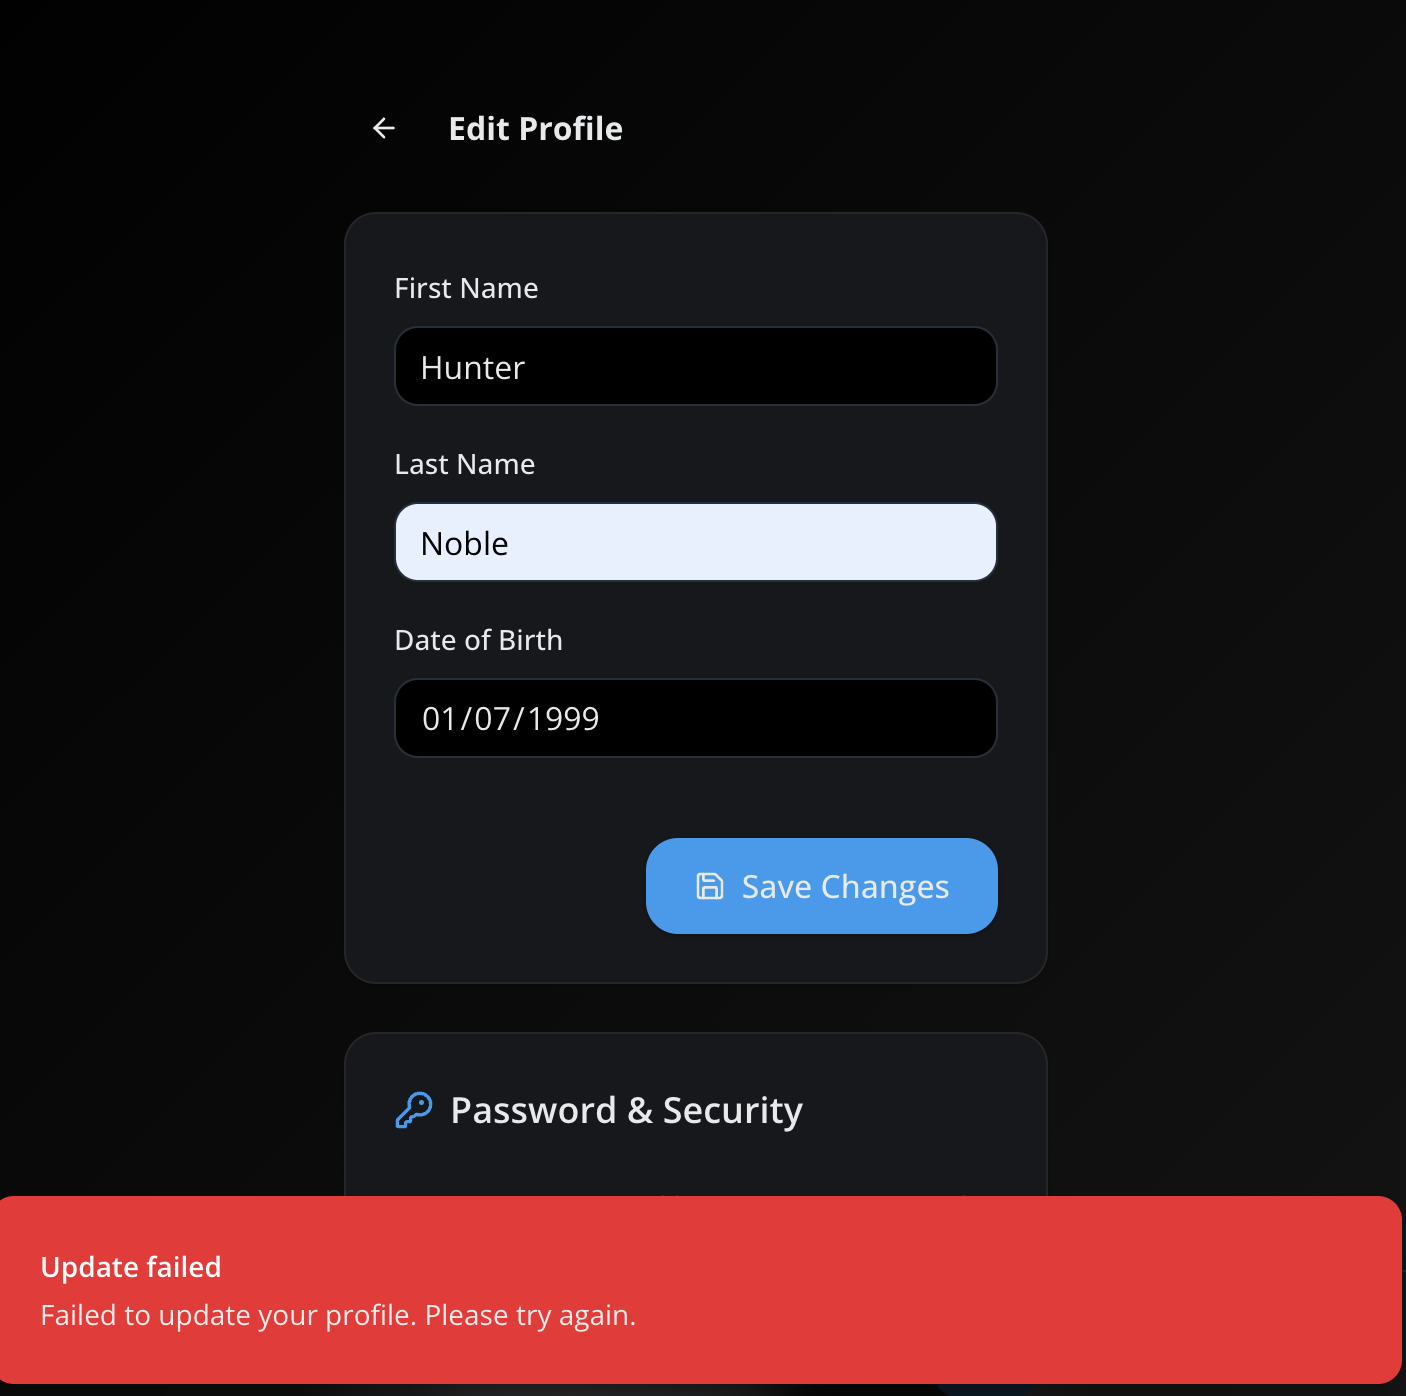 Edit Profile
First Name
Hunter
Last Name
Noble
Date of Birth
01/07/1999
Save Changes
Password & Security
Update failed
Failed to update your profile. Please try again.